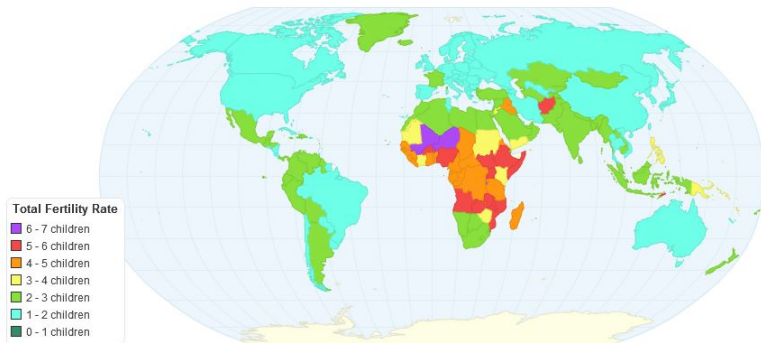 Total Fertility Rate
6 - 7 children
5 - 6 children
4 - 5 children
3 - 4 children
2 - 3 children
1 - 2 children
0 - 1 children